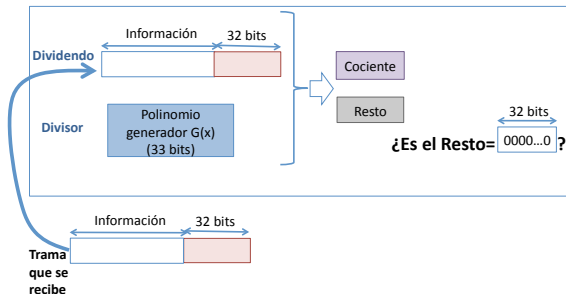 Información
32 bits
Dividendo
Cociente
Divisor
Polinomio
generador G(x)
(33 bits)
Resto
32 bits
¿Es el Resto= 0000...0 ?
Información
32 bits
Trama
que se
recibe